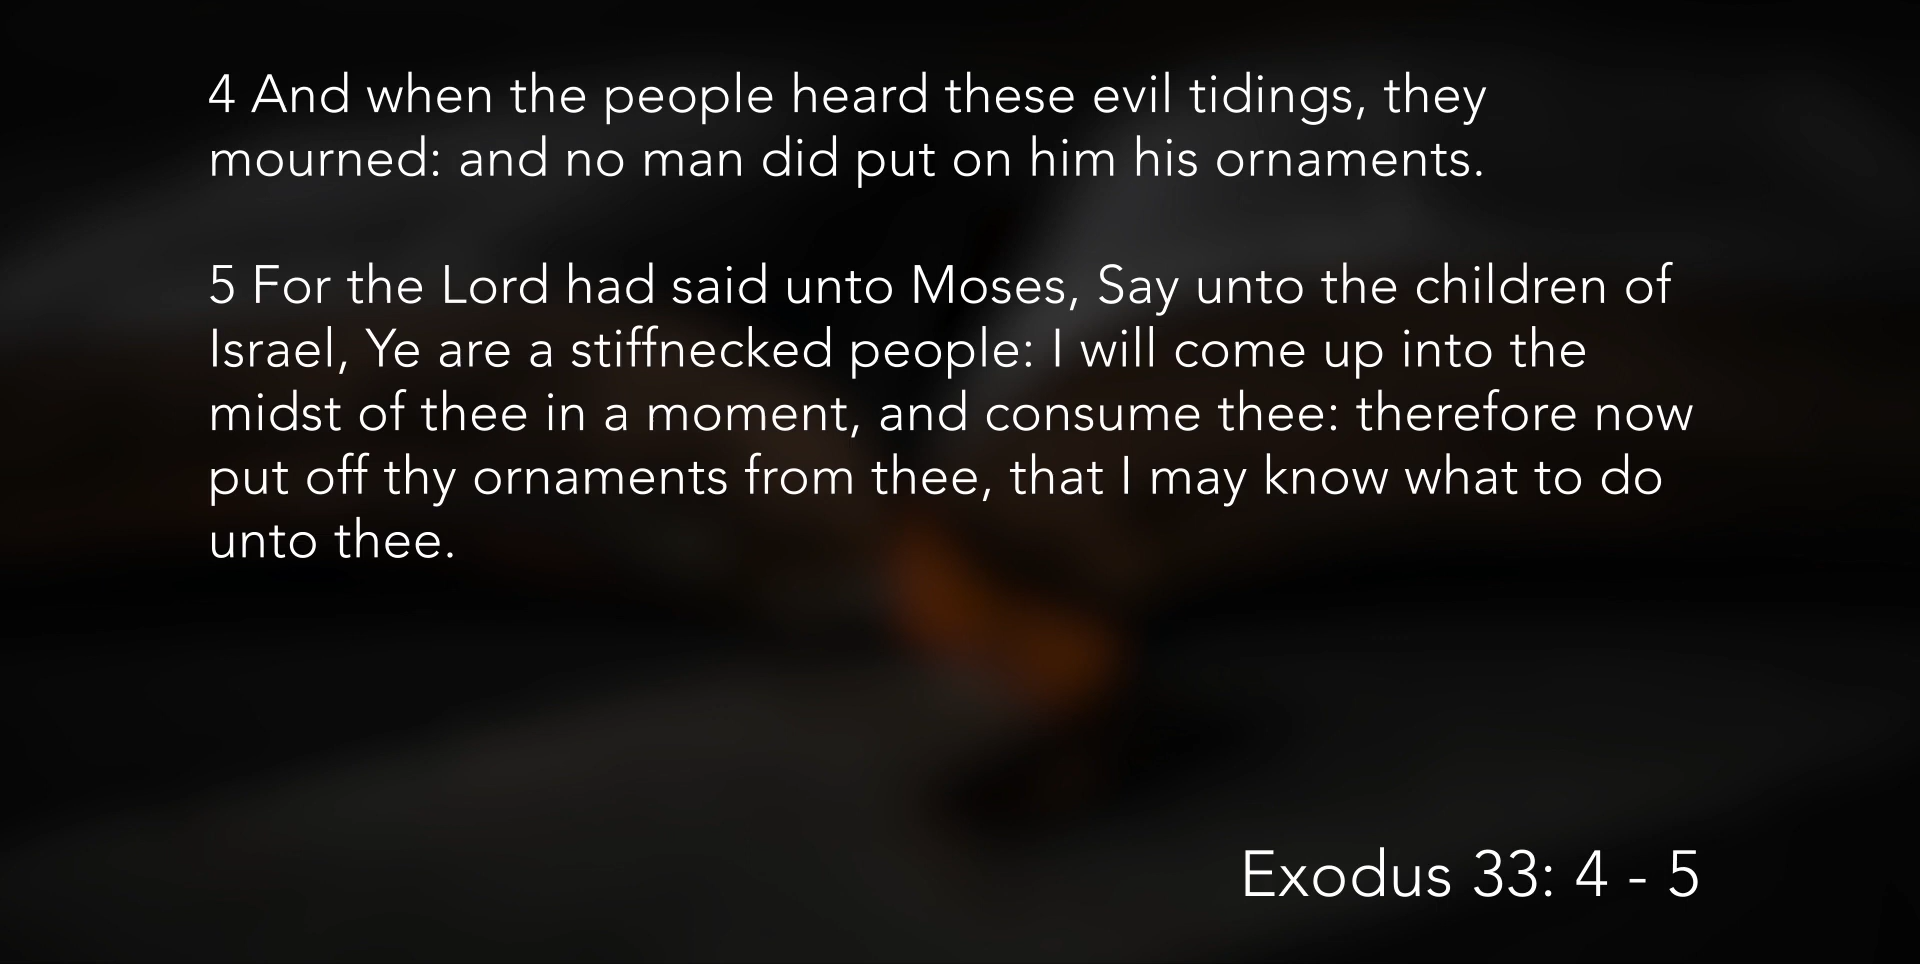 4 And when the people heard these evil tidings, they
mourned: and no man did put on him his ornaments.
5 For the Lord had said unto Moses, Say unto the children of
Israel, Ye are a stiffnecked people: I will come up into the
midst of thee in a moment, and consume thee: therefore now
put off thy ornaments from thee, that I may know what to do
unto thee.
Exodus 33: 4 - 5